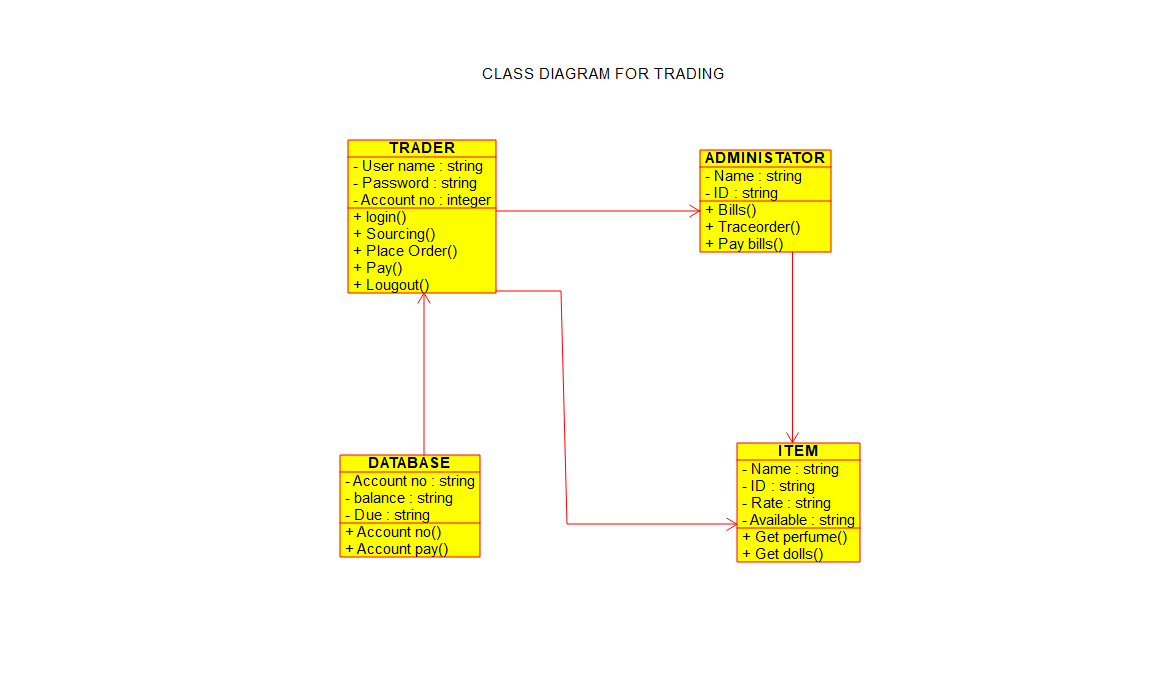 CLASS DIAGRAM FOR TRADING
TRADER
- User name : string
- Password : string
- Account no : integer
+ login()
+ Sourcing()
+ Place Order()
+ Pay()
+ Lougout()
ADMINISTATOR
- Name : string
- ID : string
+ Bills()
+ Traceorder()
+ Pay bills()
DATABASE
- Account no : string
- balance : string
- Due : string
+ Account no()
+ Account pay()
ITEM
- Name : string
- ID : string
- Rate : string
- Available : string
+ Get perfume()
+ Get dolls()